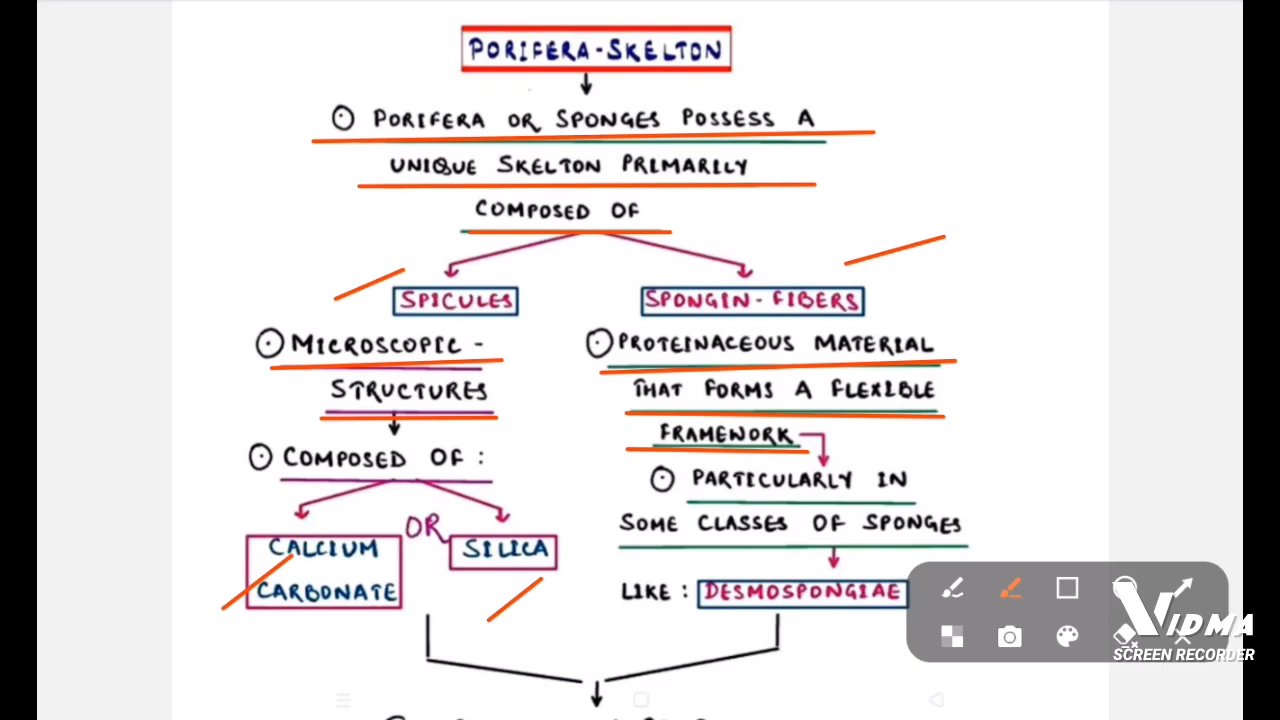 PORIFERA-SKELTON
PORIFERA OR SPONGES POSSESS A
UNIQUE SKELTON PRIMARILY
COMPOSED OF
SPICULES
MICROSCOPIC -
STRUCTURES
COMPOSED OF :
CALCIUM
CARBONATE
OR
SILICA
SPONGIN-FIBERS
PROTEINACEOUS MATERIAL
THAT FORMS A FLEXIBLE
FRAMEWORK
PARTICULARLY IN
SOME CLASSES OF SPONGES
LIKE : DESMOSPONGIAE
VIDMA
SCREEN RECORDER